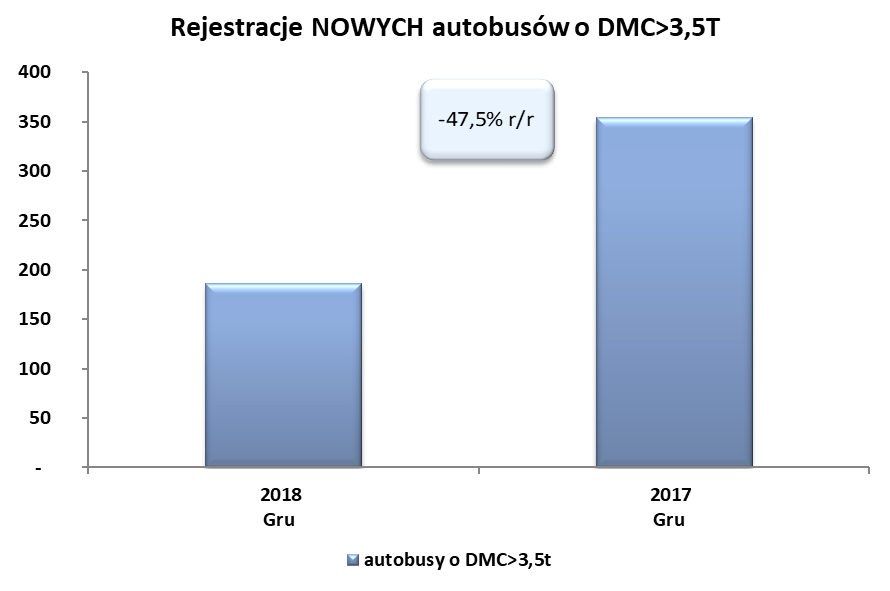 Rejestracje NOWYCH autobusów o DMC>3,5T
400
350
300
250
200
150
100
50
-
-47,5% r/r
2018
Gru
2017
Gru
autobusy o DMC>3,5t